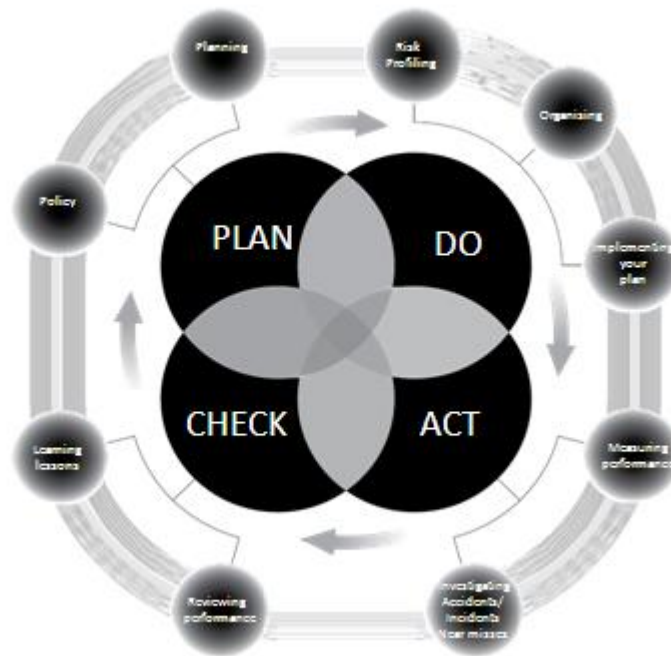 Planning
Risk
Profiling
Organising
Policy
PLAN
DO
Implementing
your
plan
CHECK
ACT
Learning
lessons
Measuring
performance
Reviewing
performance
Investigating
Accidents/
Incidents
Near misses